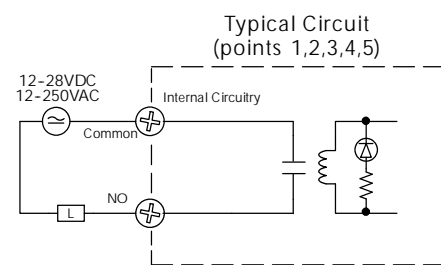 Typical Circuit
(points 1,2,3,4,5)
12-28VDC
12-250VAC
Internal Circuitry
Common
NO
L